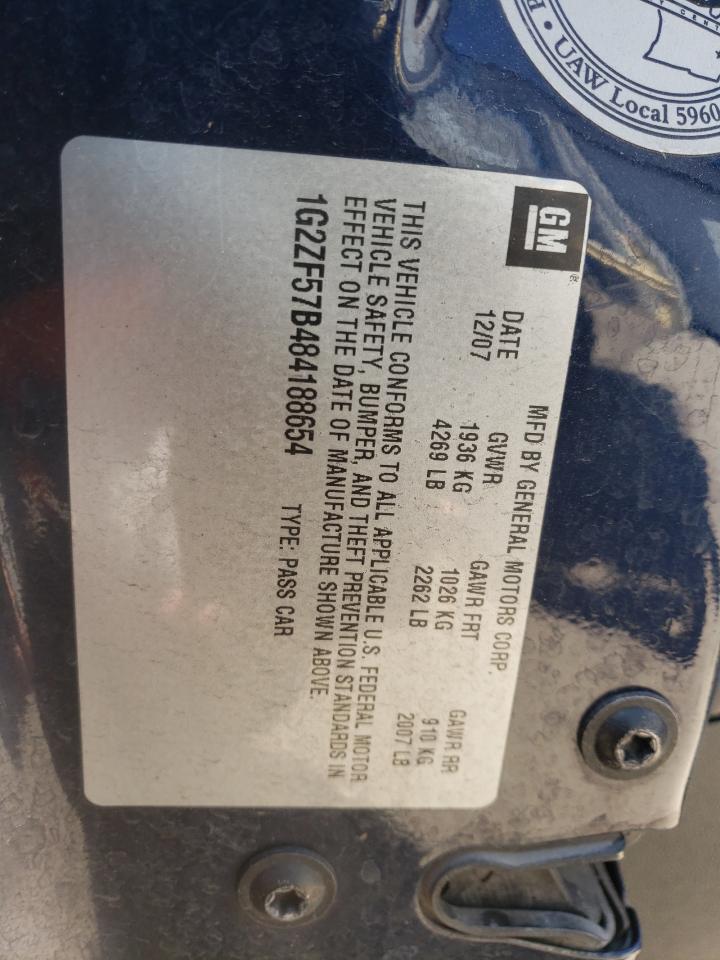 GM
MFD BY GENERAL MOTORS CORP.
DATE GVWR GAWR FRT GAWR RR
12/07 1936 KG 1026 KG 910 KG
4269 LB 2262 LB 2007 LB
THIS VEHICLE CONFORMS TO ALL APPLICABLE U.S. FEDERAL MOTOR
VEHICLE SAFETY, BUMPER, AND THEFT PREVENTION STANDARDS IN
EFFECT ON THE DATE OF MANUFACTURE SHOWN ABOVE.
1G2ZF57B484188654 TYPE: PASS CAR
UAW Local 5960